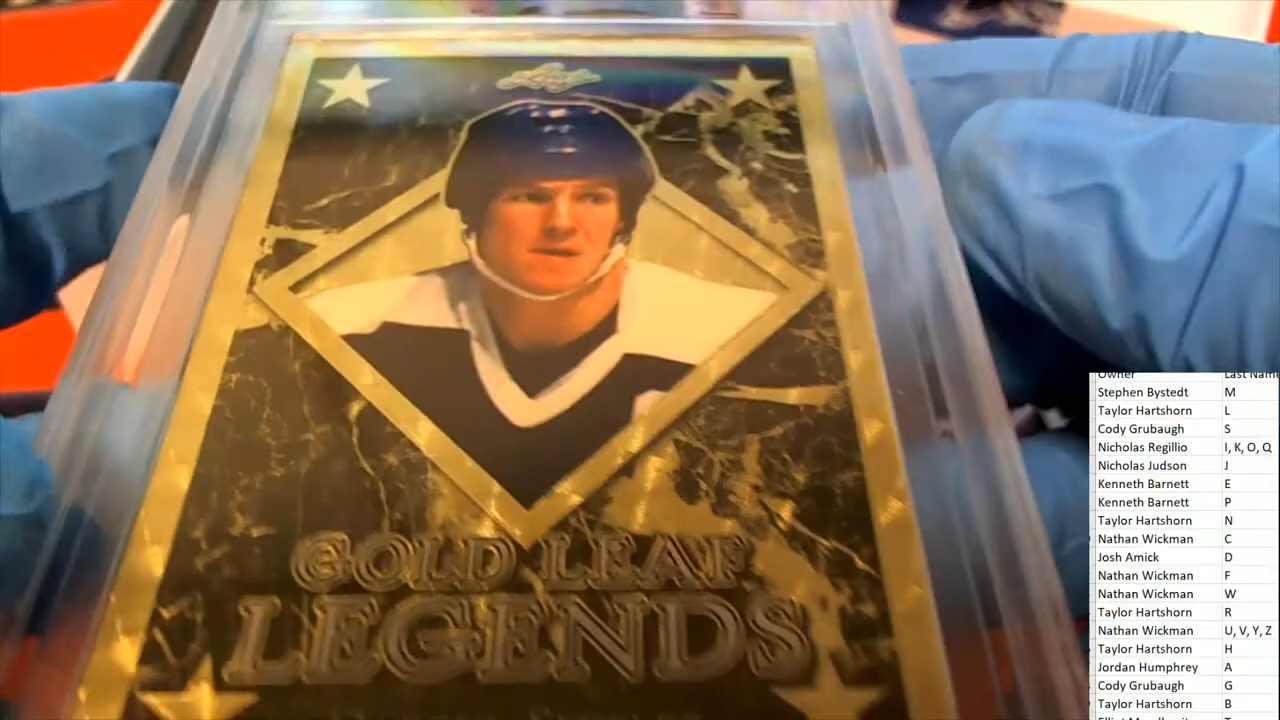 Leaf
GOLD LEAF
LEGENDS
Owner Last Name
Stephen Bystedt M
Taylor Hartshorn L
Cody Grubaugh S
Nicholas Regillio I, K, O, Q
Nicholas Judson J
Kenneth Barnett E
Kenneth Barnett P
Taylor Hartshorn N
Nathan Wickman C
Josh Amick D
Nathan Wickman F
Nathan Wickman W
Taylor Hartshorn R
Nathan Wickman U, V, Y, Z
Taylor Hartshorn H
Jordan Humphrey A
Cody Grubaugh G
Taylor Hartshorn B